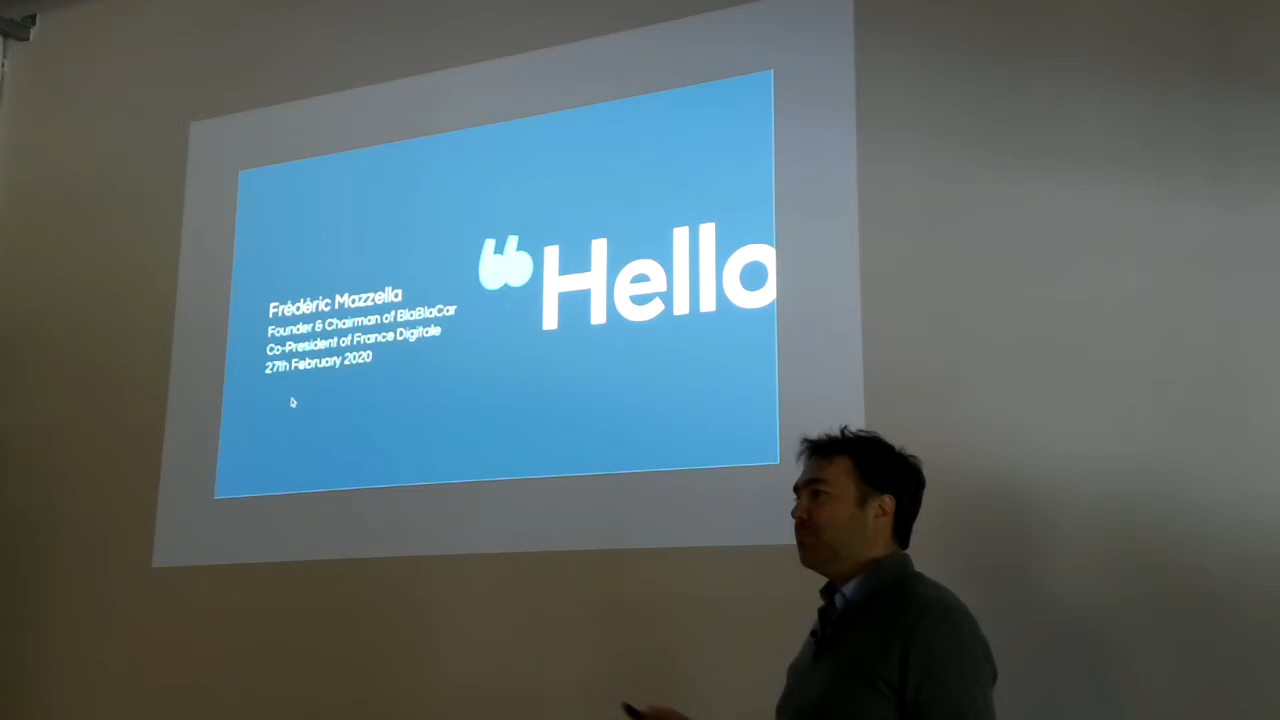 Frédéric Mazzella
Founder & Chairman of BlaBlaCar
Co-President of France Digitale
27th February 2020
“Hello